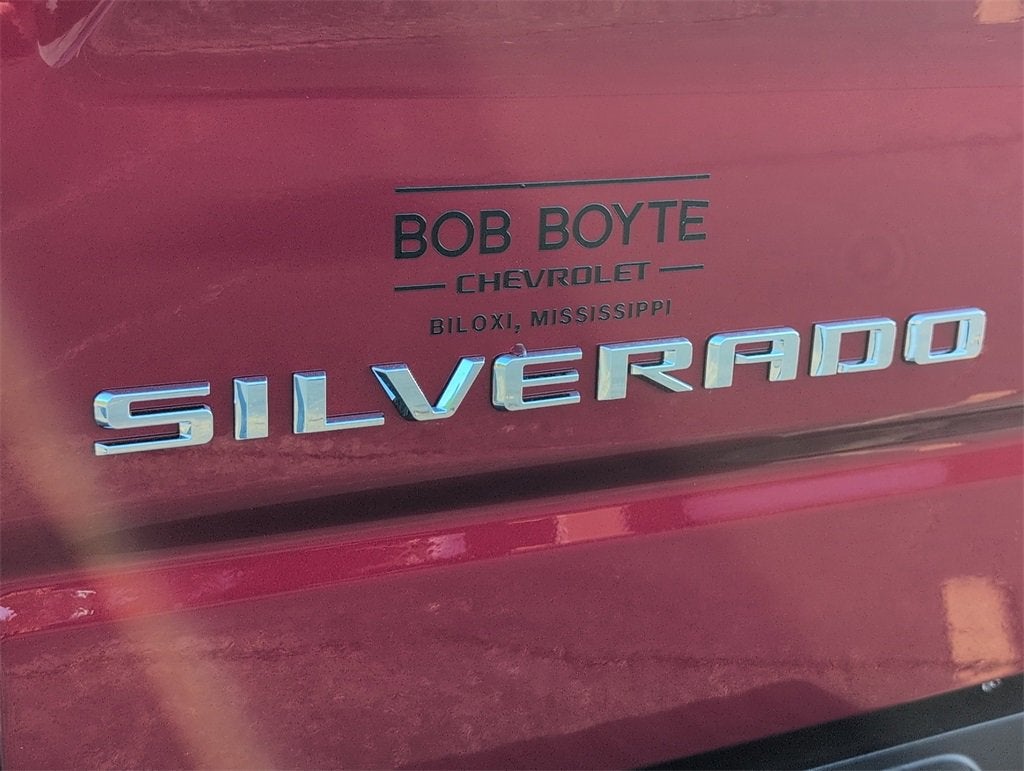 BOB BOYTE
CHEVROLET
BILOXI, MISSISSIPPI
SILVERADO